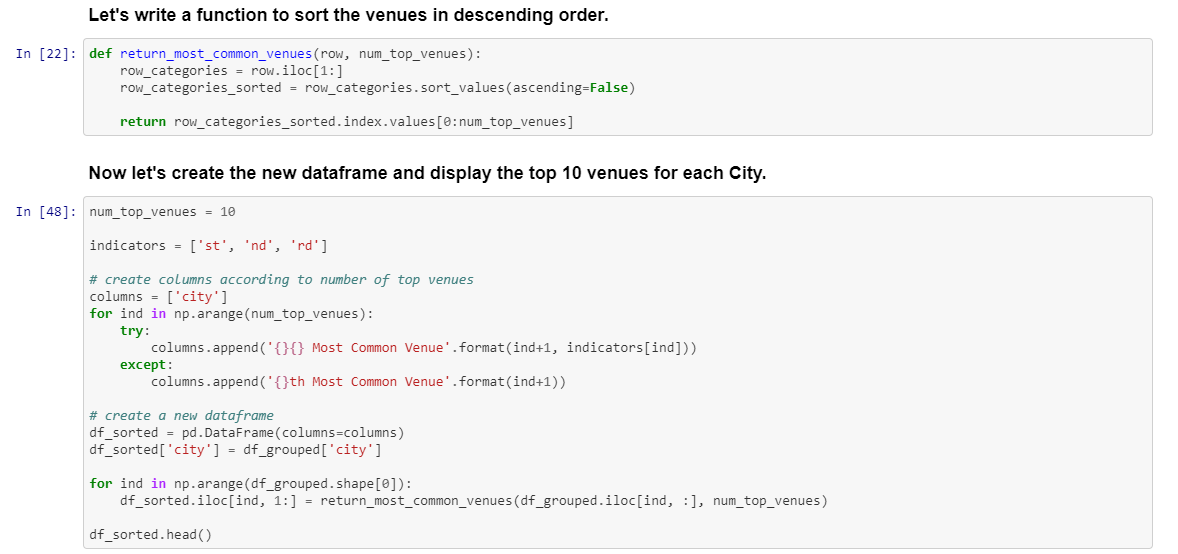 Let's write a function to sort the venues in descending order.
In [22]: def return_most_common_venues(row, num_top_venues):
    row_categories = row.iloc[1:]
    row_categories_sorted = row_categories.sort_values(ascending=False)
    return row_categories_sorted.index.values[0:num_top_venues]
Now let's create the new dataframe and display the top 10 venues for each City.
In [48]: num_top_venues = 10
indicators = ['st', 'nd', 'rd']
# create columns according to number of top venues
columns = ['city']
for ind in np.arange(num_top_venues):
    try:
        columns.append('{}{} Most Common Venue'.format(ind+1, indicators[ind]))
    except:
        columns.append('{}th Most Common Venue'.format(ind+1))
# create a new dataframe
df_sorted = pd.DataFrame(columns=columns)
df_sorted['city'] = df_grouped['city']
for ind in np.arange(df_grouped.shape[0]):
    df_sorted.iloc[ind, 1:] = return_most_common_venues(df_grouped.iloc[ind, :], num_top_venues)
df_sorted.head()